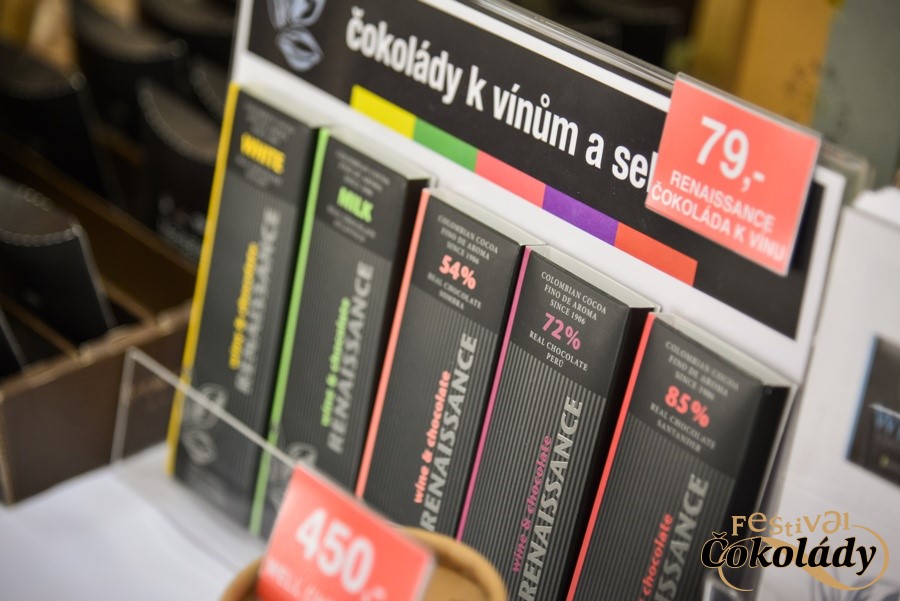 čokolády k vínům a
79,-
RENAISSANCE
ČOKOLÁDA K VÍNU
WHITE
wine & chocolate
RENAISSANCE
MILK
wine & chocolate
RENAISSANCE
COLOMBIAN COCOA
FINO DE AROMA
SINCE 1906
54%
REAL CHOCOLATE
SOMBRA
wine & chocolate
RENAISSANCE
COLOMBIAN COCOA
FINO DE AROMA
SINCE 1906
72%
REAL CHOCOLATE
PERÚ
wine & chocolate
RENAISSANCE
COLOMBIAN COCOA
FINO DE AROMA
SINCE 1906
85%
REAL CHOCOLATE
SANTANDER
chocolate
RENAISSANCE
450,-
Festival
Čokolády